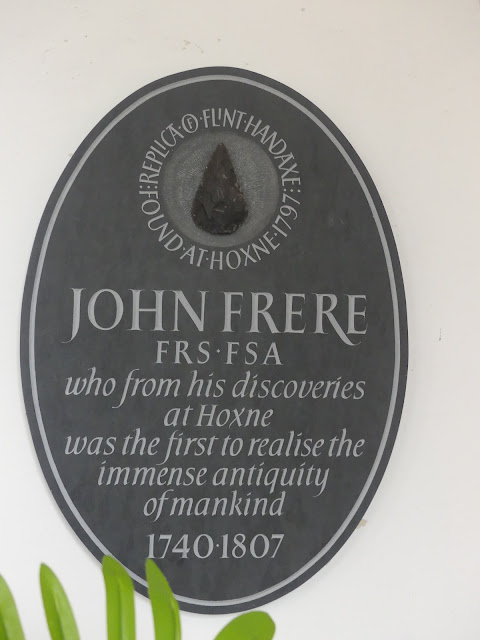 REPLICA·OF·FLINT·HANDAXE:
FOUND·AT·HOXNE·1797:
JOHN FRERE
FRS·FSA
who from his discoveries
at Hoxne
was the first to realise the
immense antiquity
of mankind
1740·1807